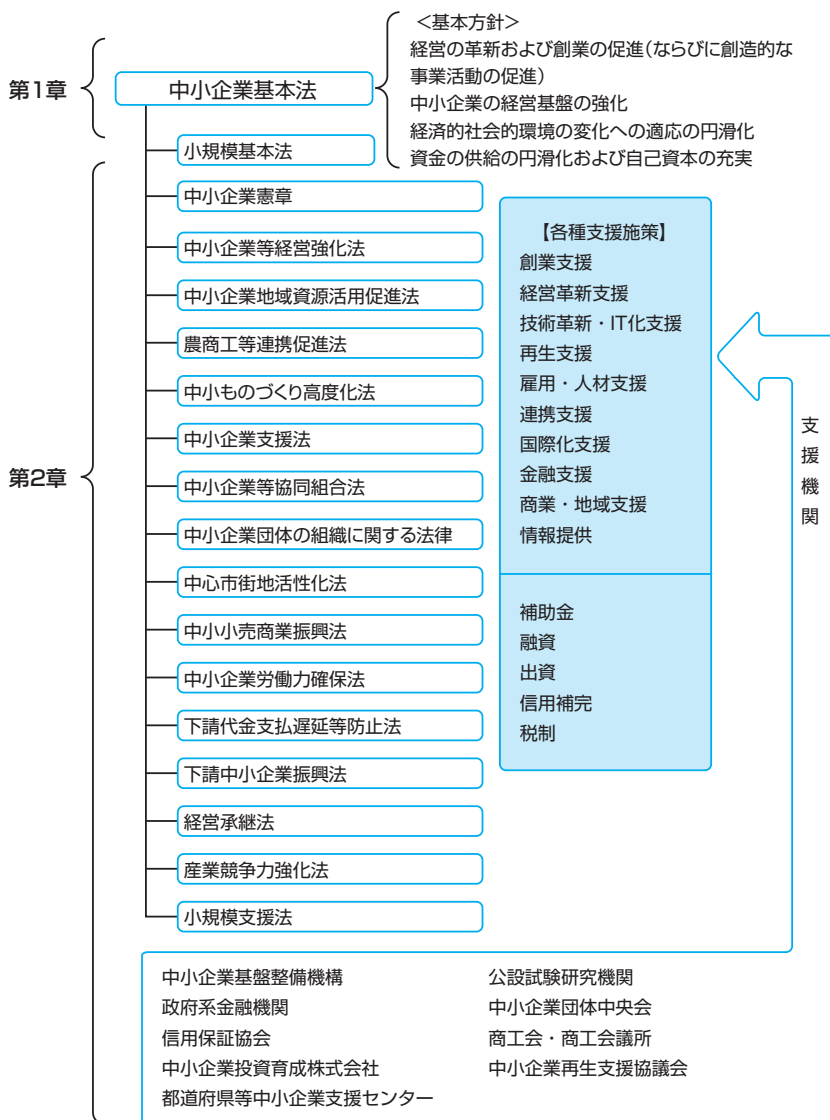 <基本方針>
経営の革新および創業の促進(ならびに創造的な
事業活動の促進)
中小企業の経営基盤の強化
経済的社会的環境の変化への適応の円滑化
資金の供給の円滑化および自己資本の充実
第1章
中小企業基本法
小規模基本法
第2章
中小企業憲章
中小企業等経営強化法
中小企業地域資源活用促進法
農商工等連携促進法
中小ものづくり高度化法
中小企業支援法
中小企業等協同組合法
中小企業団体の組織に関する法律
中心市街地活性化法
中小小売商業振興法
中小企業労働力確保法
下請代金支払遅延等防止法
下請中小企業振興法
経営承継法
産業競争力強化法
小規模支援法
【各種支援施策】
創業支援
経営革新支援
技術革新・IT化支援
再生支援
雇用・人材支援
連携支援
国際化支援
金融支援
商業・地域支援
情報提供
補助金
融資
出資
信用補完
税制
支援機関
中小企業基盤整備機構
政府系金融機関
信用保証協会
中小企業投資育成株式会社
都道府県等中小企業支援センター
公設試験研究機関
中小企業団体中央会
商工会・商工会議所
中小企業再生支援協議会